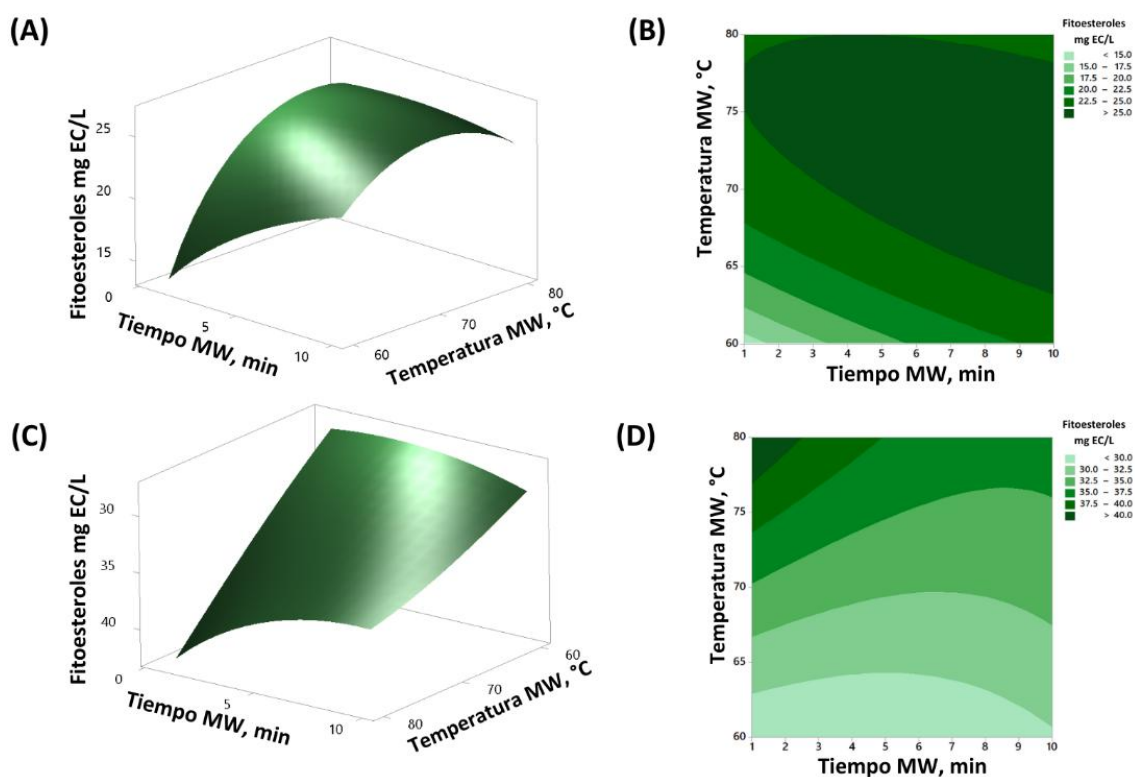 (A)
Fitoesteroles mg EC/L
25
20
15
0
5
10
Tiempo MW, min
60
70
80
Temperatura MW, °C
(B)
Temperatura MW, °C
80
75
70
65
60
1 2 3 4 5 6 7 8 9 10
Tiempo MW, min
Fitoesteroles
mg EC/L
< 15.0
15.0 – 17.5
17.5 – 20.0
20.0 – 22.5
22.5 – 25.0
> 25.0
(C)
Fitoesteroles mg EC/L
30
35
40
0
5
10
Tiempo MW, min
80
70
60
Temperatura MW, °C
(D)
Temperatura MW, °C
80
75
70
65
60
1 2 3 4 5 6 7 8 9 10
Tiempo MW, min
Fitoesteroles
mg EC/L
< 30.0
30.0 – 32.5
32.5 – 35.0
35.0 – 37.5
37.5 – 40.0
> 40.0